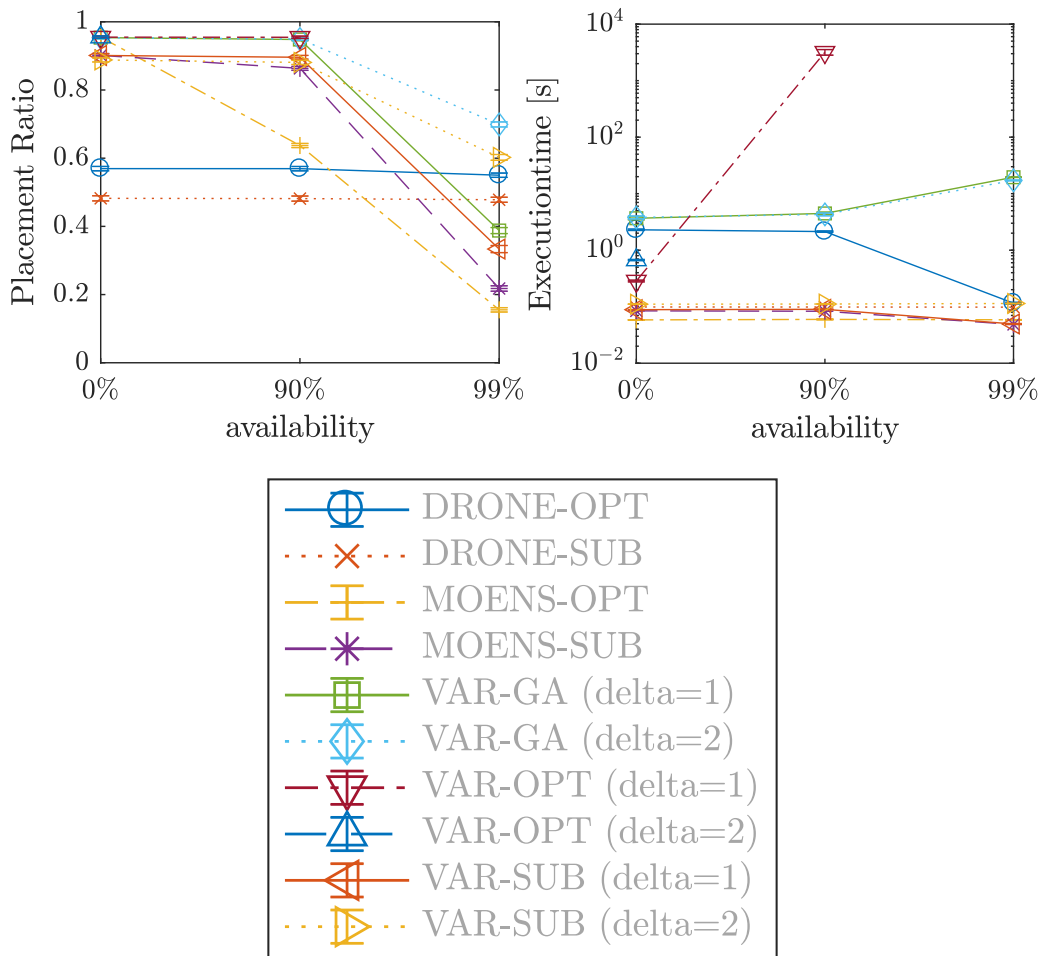 Placement Ratio
1
0.8
0.6
0.4
0.2
0
0% 90% 99%
availability
Executiontime [s]
10^4
10^2
10^0
10^-2
0% 90% 99%
availability
DRONE-OPT
DRONE-SUB
MOENS-OPT
MOENS-SUB
VAR-GA (delta=1)
VAR-GA (delta=2)
VAR-OPT (delta=1)
VAR-OPT (delta=2)
VAR-SUB (delta=1)
VAR-SUB (delta=2)